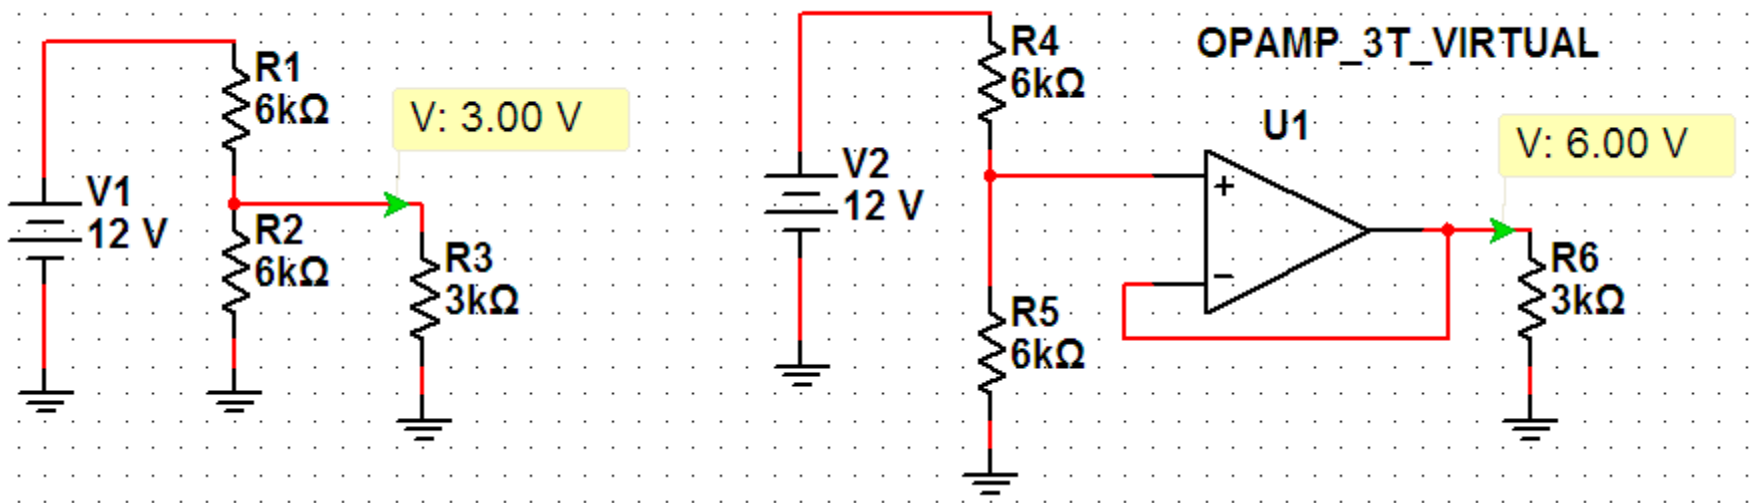 R1
6kΩ
V: 3.00 V
V1
12 V
R2
6kΩ
R3
3kΩ
R4
6kΩ
OPAMP_3T_VIRTUAL
U1
V: 6.00 V
V2
12 V
+
−
R5
6kΩ
R6
3kΩ